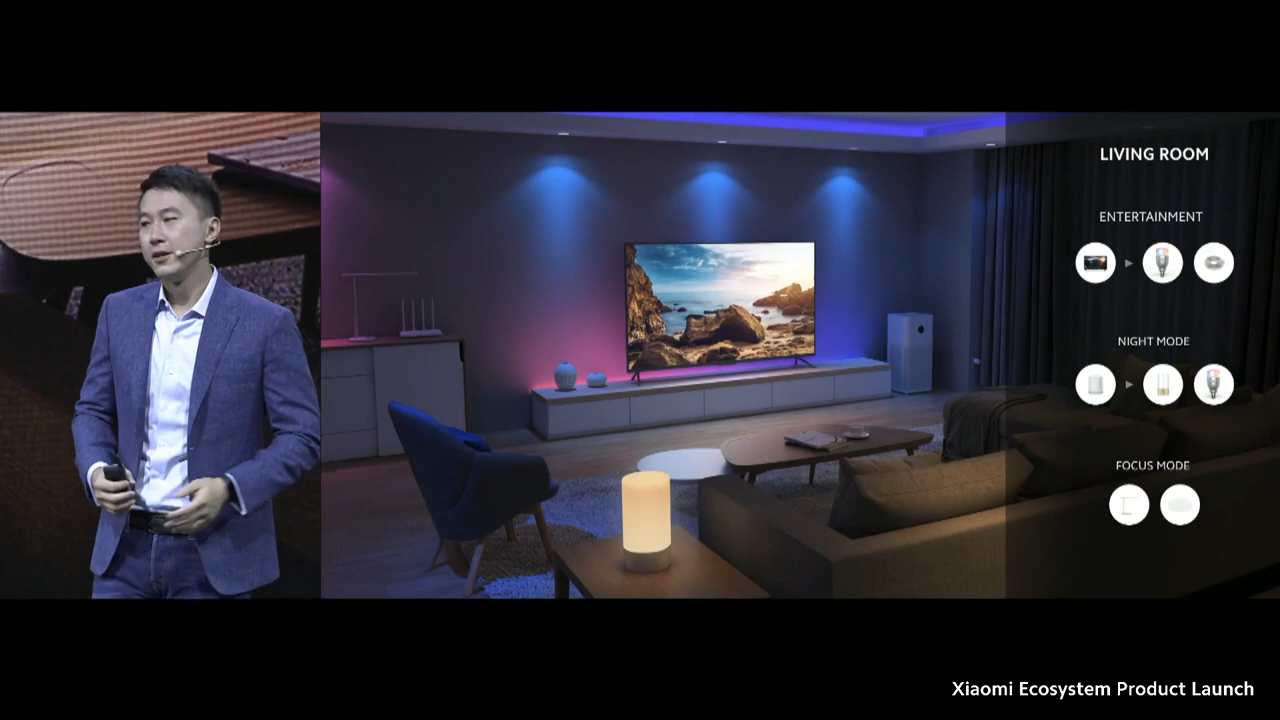 LIVING ROOM
ENTERTAINMENT
NIGHT MODE
FOCUS MODE
Xiaomi Ecosystem Product Launch